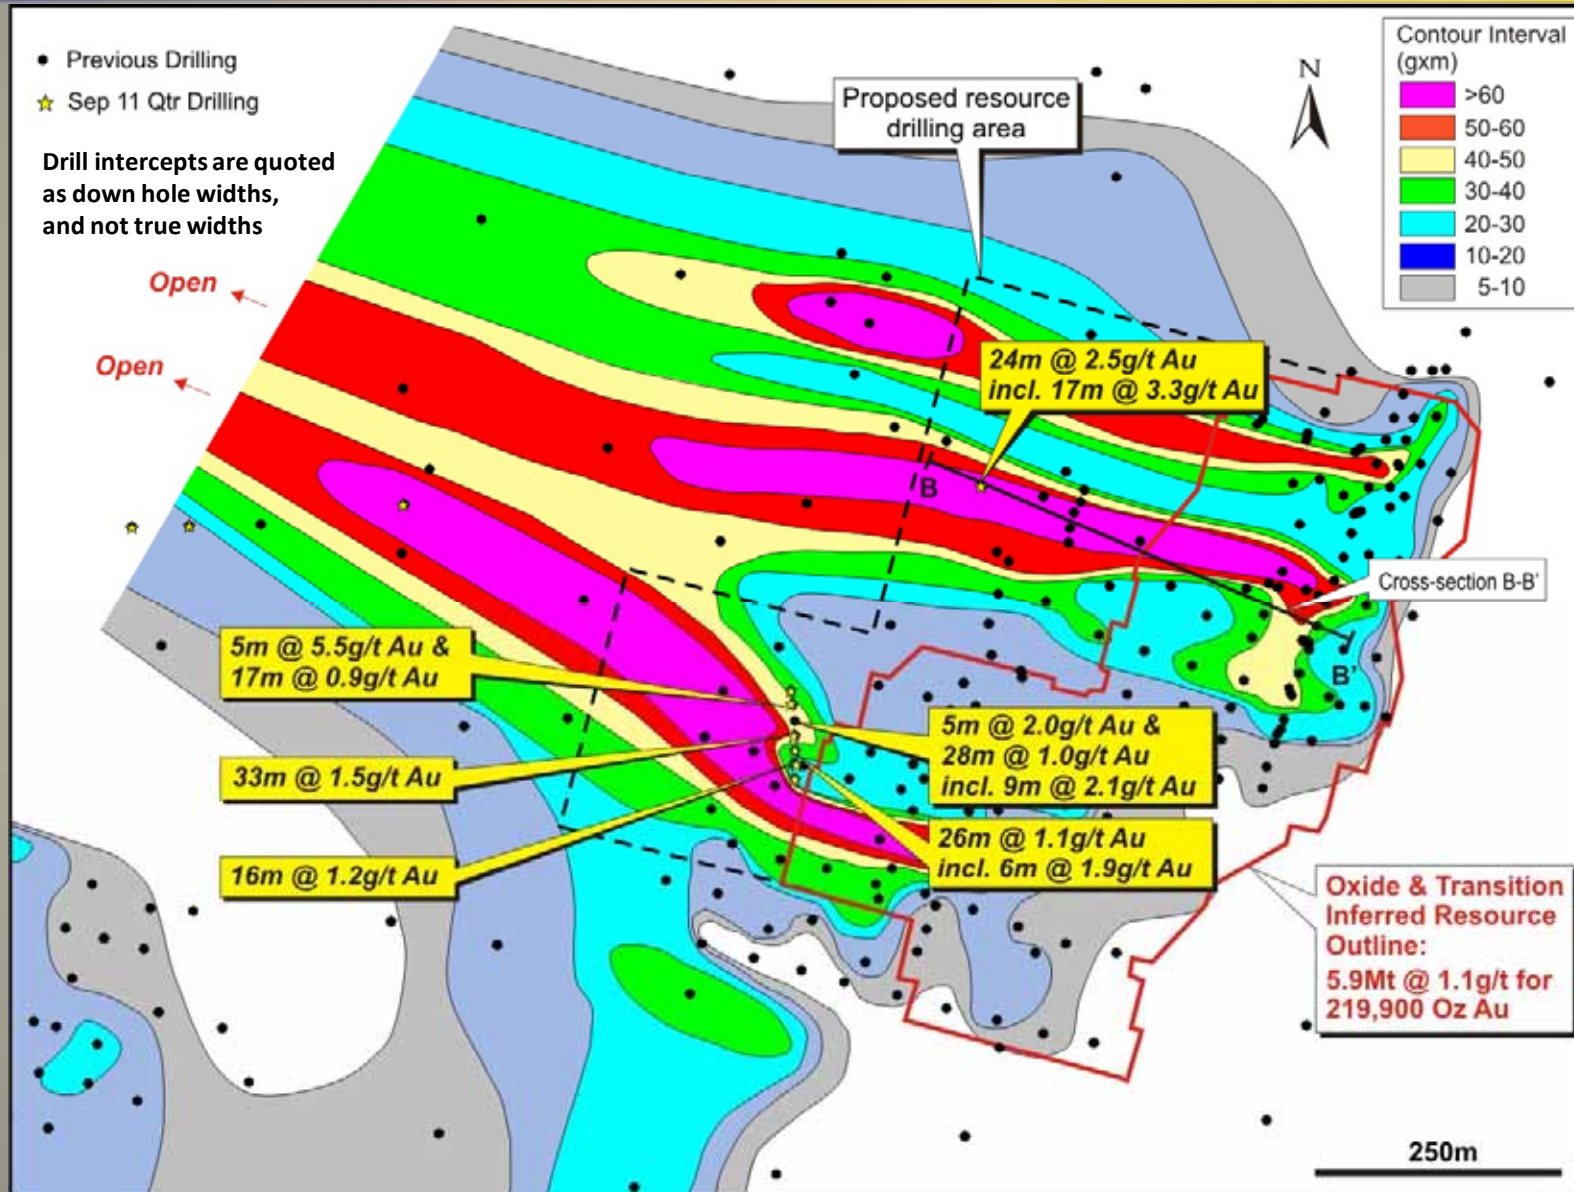 Previous Drilling
Sep 11 Qtr Drilling
Drill intercepts are quoted
as down hole widths,
and not true widths
Open
Open
Proposed resource
drilling area
N
Contour Interval
(gxm)
>60
50-60
40-50
30-40
20-30
10-20
5-10
24m @ 2.5g/t Au
incl. 17m @ 3.3g/t Au
B
Cross-section B-B'
B'
5m @ 5.5g/t Au &
17m @ 0.9g/t Au
33m @ 1.5g/t Au
16m @ 1.2g/t Au
5m @ 2.0g/t Au &
28m @ 1.0g/t Au
incl. 9m @ 2.1g/t Au
26m @ 1.1g/t Au
incl. 6m @ 1.9g/t Au
Oxide & Transition
Inferred Resource
Outline:
5.9Mt @ 1.1g/t for
219,900 Oz Au
250m